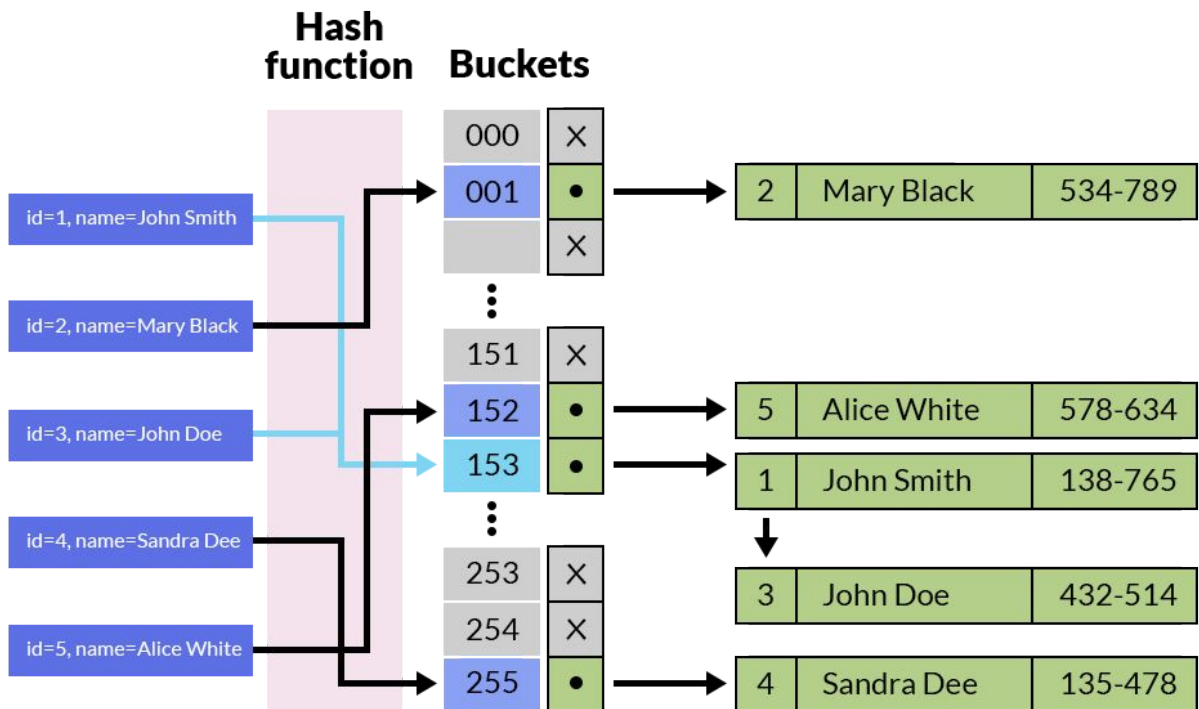 Hash
function
Buckets
id=1, name=John Smith
id=2, name=Mary Black
id=3, name=John Doe
id=4, name=Sandra Dee
id=5, name=Alice White
000 X
001
X
151 X
152
153
253 X
254 X
255
2 Mary Black 534-789
5 Alice White 578-634
1 John Smith 138-765
3 John Doe 432-514
4 Sandra Dee 135-478